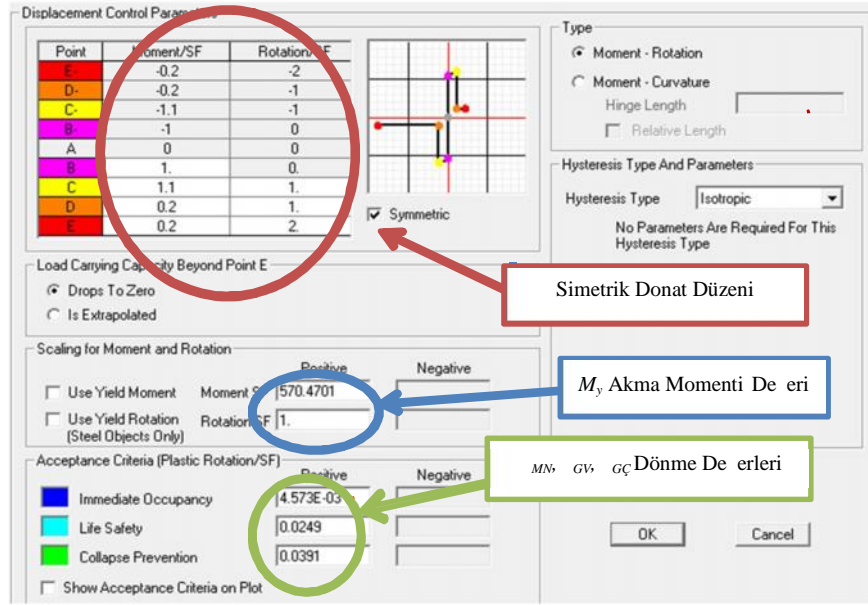 Displacement Control Parameters
Point Moment/SF Rotation/SF
E- -0.2 -2
D- -0.2 -1
C- -1.1 -1
B- -1 0
A 0 0
B 1. 0.
C 1.1 1.
D 0.2 1.
E 0.2 2.
Symmetric
Load Carrying Capacity Beyond Point E
Drops To Zero
Is Extrapolated
Scaling for Moment and Rotation
Positive Negative
Use Yield Moment Moment S 570.4701
Use Yield Rotation Rotation SF 1.
(Steel Objects Only)
Acceptance Criteria (Plastic Rotation/SF)
Positive Negative
Immediate Occupancy 4.573E-03
Life Safety 0.0249
Collapse Prevention 0.0391
Show Acceptance Criteria on Plot
Type
Moment - Rotation
Moment - Curvature
Hinge Length
Relative Length
Hysteresis Type And Parameters
Hysteresis Type Isotropic
No Parameters Are Required For This
Hysteresis Type
Simetrik Donat Düzeni
My Akma Momenti De eri
MN, GV, GÇ Dönme De erleri
OK Cancel